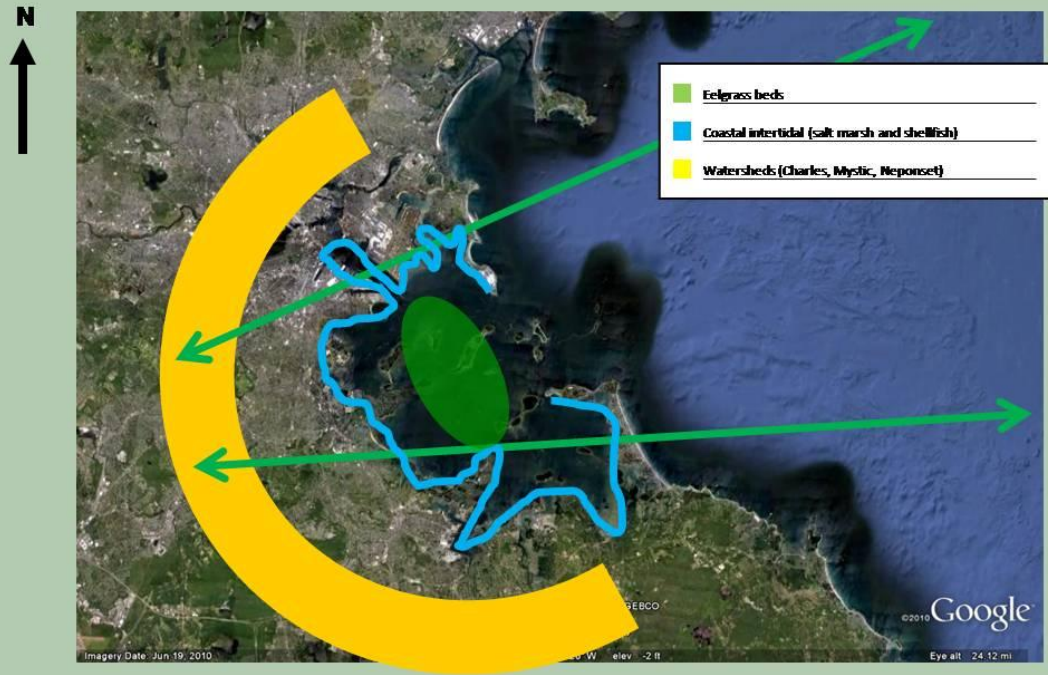 N
Eelgrass beds
Coastal intertidal (salt marsh and shellfish)
Watersheds (Charles, Mystic, Neponset)
GEBCO
©2010 Google
Imagery Date: Jun 19, 2010
W elev -2 ft
Eye alt 24.12 mi